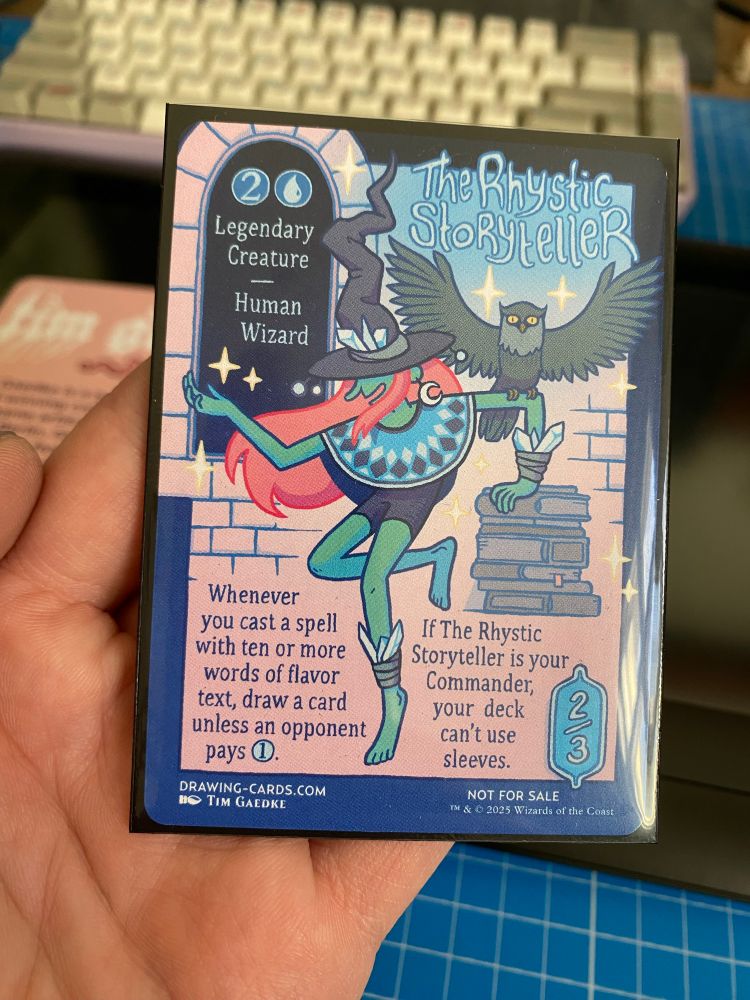 The Rhystic
Storyteller
2
Legendary
Creature
—
Human
Wizard
Whenever
you cast a spell
with ten or more
words of flavor
text, draw a card
unless an opponent
pays 1.
If The Rhystic
Storyteller is your
Commander,
your deck
can't use
sleeves.
2/3
DRAWING-CARDS.COM
TIM GAEDKE
NOT FOR SALE
™ & © 2025 Wizards of the Coast